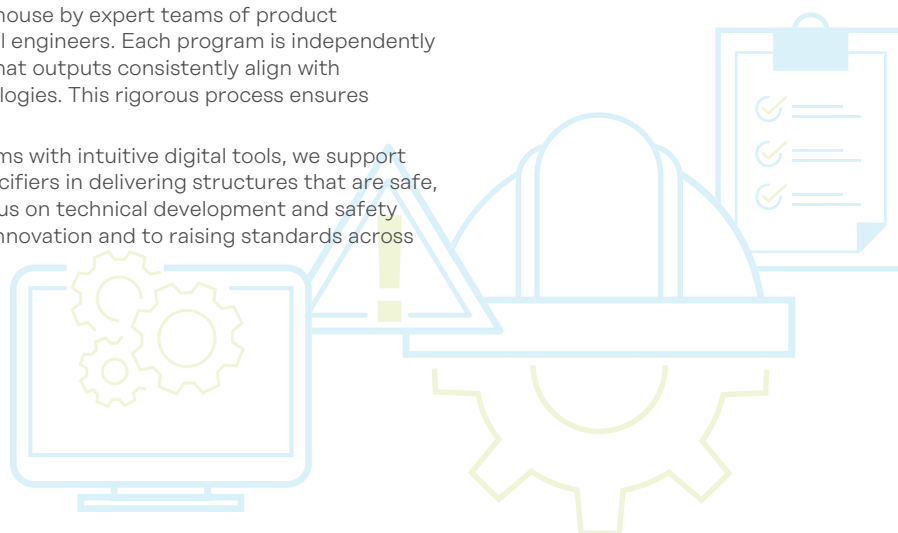 house by expert teams of product
l engineers. Each program is independently
hat outputs consistently align with
logies. This rigorous process ensures
ms with intuitive digital tools, we support
cifiers in delivering structures that are safe,
us on technical development and safety
nnovation and to raising standards across
!